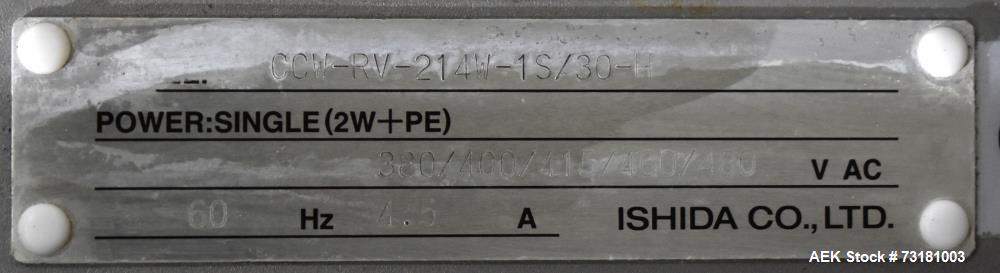 CCW-RV-214W-1S/30-H
POWER:SINGLE(2W+PE)
380/400/415/460/480 V AC
60 Hz 4.5 A ISHIDA CO., LTD.
AEK Stock # 73181003